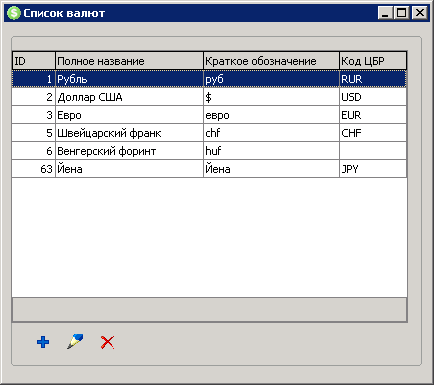 Список валют
ID Полное название Краткое обозначение Код ЦБР
1 Рубль руб RUR
2 Доллар США $ USD
3 Евро евро EUR
5 Швейцарский франк chf CHF
6 Венгерский форинт huf
63 Йена Йена JPY